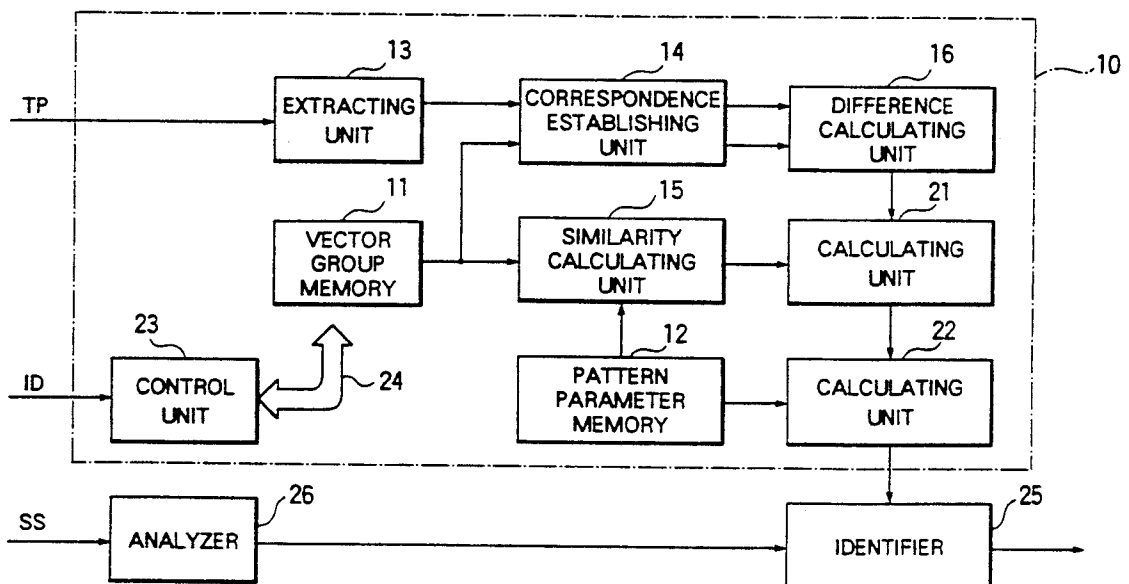 10
13
14
16
TP
EXTRACTING
UNIT
CORRESPONDENCE
ESTABLISHING
UNIT
DIFFERENCE
CALCULATING
UNIT
11
15
21
VECTOR
GROUP
MEMORY
SIMILARITY
CALCULATING
UNIT
CALCULATING
UNIT
23
24
12
22
ID
CONTROL
UNIT
PATTERN
PARAMETER
MEMORY
CALCULATING
UNIT
26
25
SS
ANALYZER
IDENTIFIER